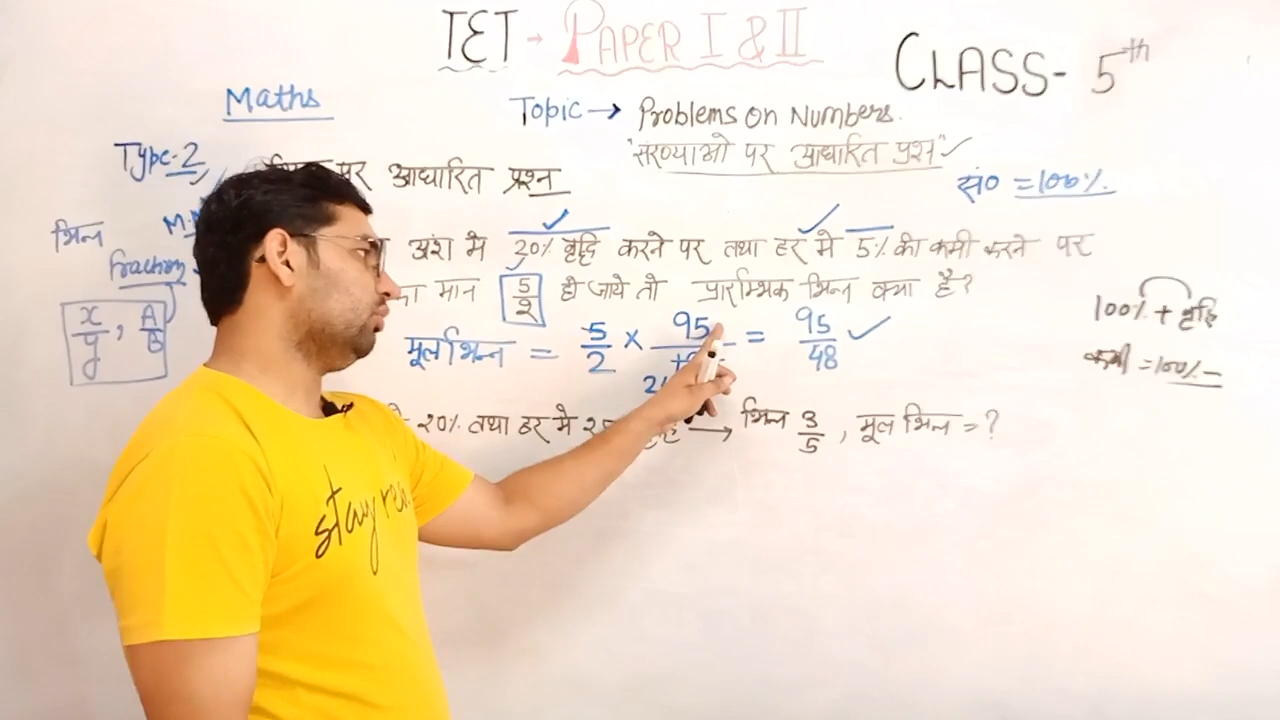 TET → PAPER I & II
CLASS- 5th
Maths
Topic → Problems on Numbers.
"संख्याओ पर आधारित प्रश्न" ✓
Type-2
पर आधारित प्रश्न
सं० = 100%.
भिन्न
fraction
x/y, A/B
अंश मे 20% वृद्धि करने पर तथा हर मे 5% की कमी करने पर
मान 5/2 हो जाये तो प्रारम्भिक भिन्न क्या है?
100% + वृद्धि
कमी = 100% -
मूल भिन्न = 5/2 × 95 = 95/48 ✓
20% तथा हर मे → भिन्न 3/5, मूल भिन्न = ?
stay